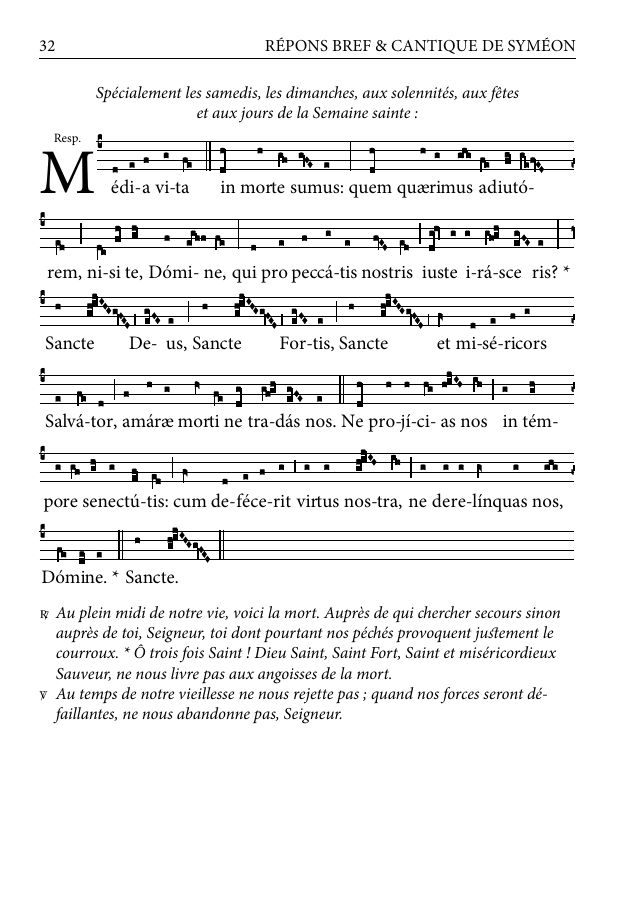 32 RÉPONS BREF & CANTIQUE DE SYMÉON
Spécialement les samedis, les dimanches, aux solennités, aux fêtes
et aux jours de la Semaine sainte :
Resp.
Médi-a vi-ta in morte sumus: quem quærimus adiutó-
rem, ni-si te, Dómi- ne, qui pro peccá-tis nostris iuste i-rá-sce ris? *
Sancte De- us, Sancte For-tis, Sancte et mi-sé-ricors
Salvá-tor, amáræ morti ne tra-dás nos. Ne pro-jí-ci- as nos in tém-
pore senectú-tis: cum de-féce-rit virtus nos-tra, ne dere-línquas nos,
Dómine. * Sancte.
℟ Au plein midi de notre vie, voici la mort. Auprès de qui chercher secours sinon
auprès de toi, Seigneur, toi dont pourtant nos péchés provoquent justement le
courroux. * Ô trois fois Saint ! Dieu Saint, Saint Fort, Saint et miséricordieux
Sauveur, ne nous livre pas aux angoisses de la mort.
℣ Au temps de notre vieillesse ne nous rejette pas ; quand nos forces seront dé-
faillantes, ne nous abandonne pas, Seigneur.